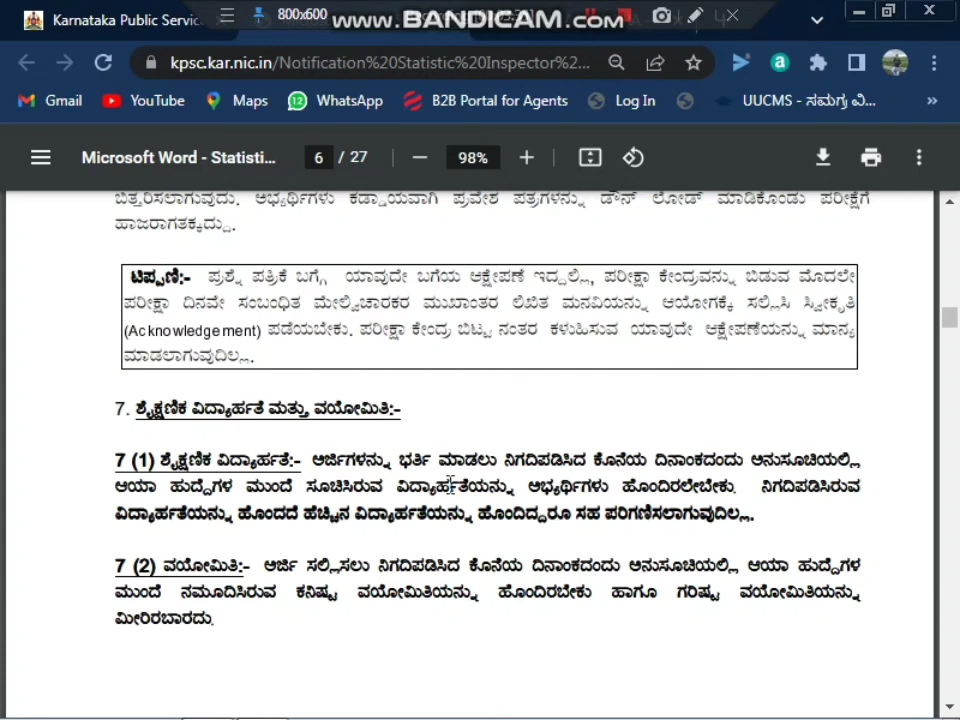 Karnataka Public Servic
800x600
www.BANDICAM.com
kpsc.kar.nic.in/Notification%20Statistic%20Inspector%2...
Gmail YouTube Maps WhatsApp B2B Portal for Agents Log In UUCMS - ಸಮಗ್ರ ವಿ... »
Microsoft Word - Statisti... 6 / 27 — 98% +
ಬಿತ್ತರಿಸಲಾಗುವುದು. ಅಭ್ಯರ್ಥಿಗಳು ಕಡ್ಡಾಯವಾಗಿ ಪ್ರವೇಶ ಪತ್ರಗಳನ್ನು ಡೌನ್ ಲೋಡ್ ಮಾಡಿಕೊಂಡು ಪರೀಕ್ಷೆಗೆ
ಹಾಜರಾಗತಕ್ಕದ್ದು.
ಟಿಪ್ಪಣಿ:- ಪ್ರಶ್ನೆ ಪತ್ರಿಕೆ ಬಗ್ಗೆ ಯಾವುದೇ ಬಗೆಯ ಆಕ್ಷೇಪಣೆ ಇದ್ದಲ್ಲಿ, ಪರೀಕ್ಷಾ ಕೇಂದ್ರವನ್ನು ಬಿಡುವ ಮೊದಲೇ
ಪರೀಕ್ಷಾ ದಿನವೇ ಸಂಬಂಧಿತ ಮೇಲ್ವಿಚಾರಕರ ಮುಖಾಂತರ ಲಿಖಿತ ಮನವಿಯನ್ನು ಆಯೋಗಕ್ಕೆ ಸಲ್ಲಿಸಿ ಸ್ವೀಕೃತಿ
(Acknowledgement) ಪಡೆಯಬೇಕು. ಪರೀಕ್ಷಾ ಕೇಂದ್ರ ಬಿಟ್ಟ ನಂತರ ಕಳುಹಿಸುವ ಯಾವುದೇ ಆಕ್ಷೇಪಣೆಯನ್ನು ಮಾನ್ಯ
ಮಾಡಲಾಗುವುದಿಲ್ಲ.
7. ಶೈಕ್ಷಣಿಕ ವಿದ್ಯಾರ್ಹತೆ ಮತ್ತು ವಯೋಮಿತಿ:-
7 (1) ಶೈಕ್ಷಣಿಕ ವಿದ್ಯಾರ್ಹತೆ:- ಅರ್ಜಿಗಳನ್ನು ಭರ್ತಿ ಮಾಡಲು ನಿಗದಿಪಡಿಸಿದ ಕೊನೆಯ ದಿನಾಂಕದಂದು ಅನುಸೂಚಿಯಲ್ಲಿ
ಆಯಾ ಹುದ್ದೆಗಳ ಮುಂದೆ ಸೂಚಿಸಿರುವ ವಿದ್ಯಾರ್ಹತೆಯನ್ನು ಅಭ್ಯರ್ಥಿಗಳು ಹೊಂದಿರಲೇಬೇಕು. ನಿಗದಿಪಡಿಸಿರುವ
ವಿದ್ಯಾರ್ಹತೆಯನ್ನು ಹೊಂದದೆ ಹೆಚ್ಚಿನ ವಿದ್ಯಾರ್ಹತೆಯನ್ನು ಹೊಂದಿದ್ದರೂ ಸಹ ಪರಿಗಣಿಸಲಾಗುವುದಿಲ್ಲ.
7 (2) ವಯೋಮಿತಿ:- ಅರ್ಜಿ ಸಲ್ಲಿಸಲು ನಿಗದಿಪಡಿಸಿದ ಕೊನೆಯ ದಿನಾಂಕದಂದು ಅನುಸೂಚಿಯಲ್ಲಿ ಆಯಾ ಹುದ್ದೆಗಳ
ಮುಂದೆ ನಮೂದಿಸಿರುವ ಕನಿಷ್ಟ ವಯೋಮಿತಿಯನ್ನು ಹೊಂದಿರಬೇಕು ಹಾಗೂ ಗರಿಷ್ಟ ವಯೋಮಿತಿಯನ್ನು
ಮೀರಿರಬಾರದು.